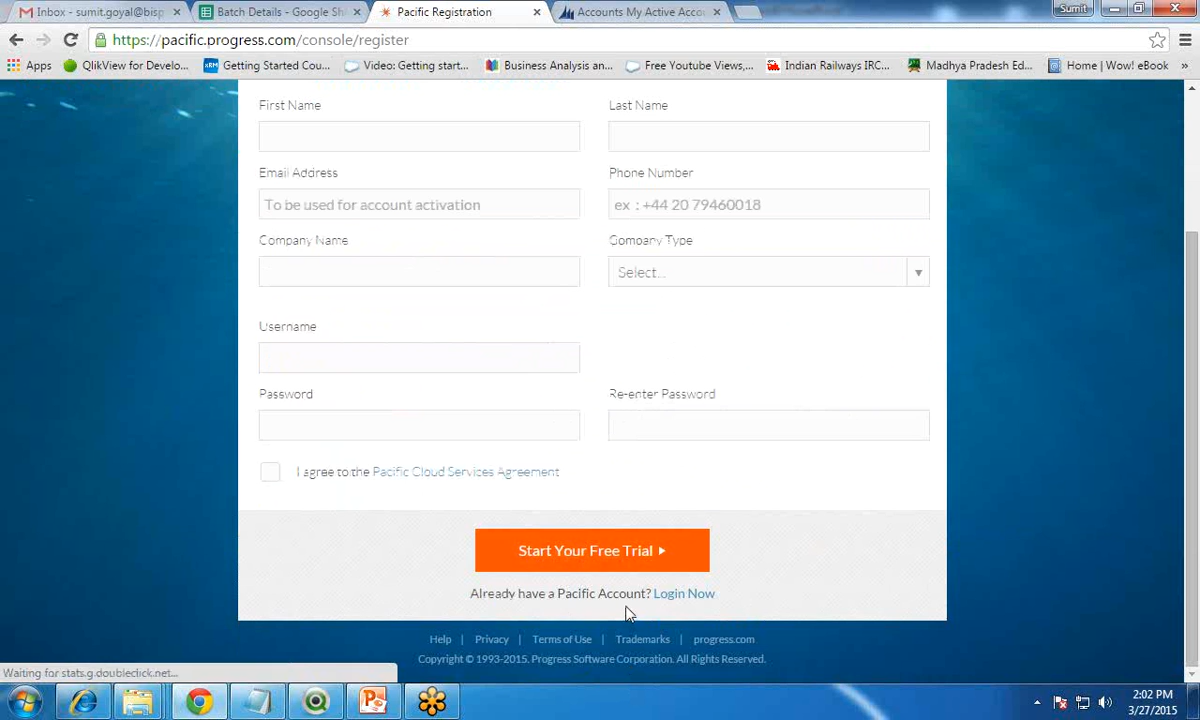 Inbox - sumit.goyal@bisp
Batch Details - Google Sh
Pacific Registration
Accounts My Active Accou
Sumit
https://pacific.progress.com/console/register
Apps
QlikView for Develo...
Getting Started Cou...
Video: Getting start...
Business Analysis an...
Free Youtube Views,...
Indian Railways IRC...
Madhya Pradesh Ed...
Home | Wow! eBook
»
First Name
Last Name
Email Address
Phone Number
To be used for account activation
ex : +44 20 79460018
Company Name
Company Type
Select...
Username
Password
Re-enter Password
I agree to the Pacific Cloud Services Agreement
Start Your Free Trial
Already have a Pacific Account? Login Now
Help | Privacy | Terms of Use | Trademarks | progress.com
Copyright © 1993-2015. Progress Software Corporation. All Rights Reserved.
Waiting for stats.g.doubleclick.net...
2:02 PM
3/27/2015